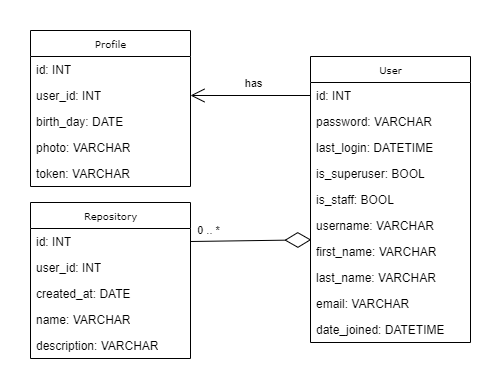 Profile
id: INT
user_id: INT
birth_day: DATE
photo: VARCHAR
token: VARCHAR
has
User
id: INT
password: VARCHAR
last_login: DATETIME
is_superuser: BOOL
is_staff: BOOL
username: VARCHAR
first_name: VARCHAR
last_name: VARCHAR
email: VARCHAR
date_joined: DATETIME
Repository
id: INT
user_id: INT
created_at: DATE
name: VARCHAR
description: VARCHAR
0 .. *